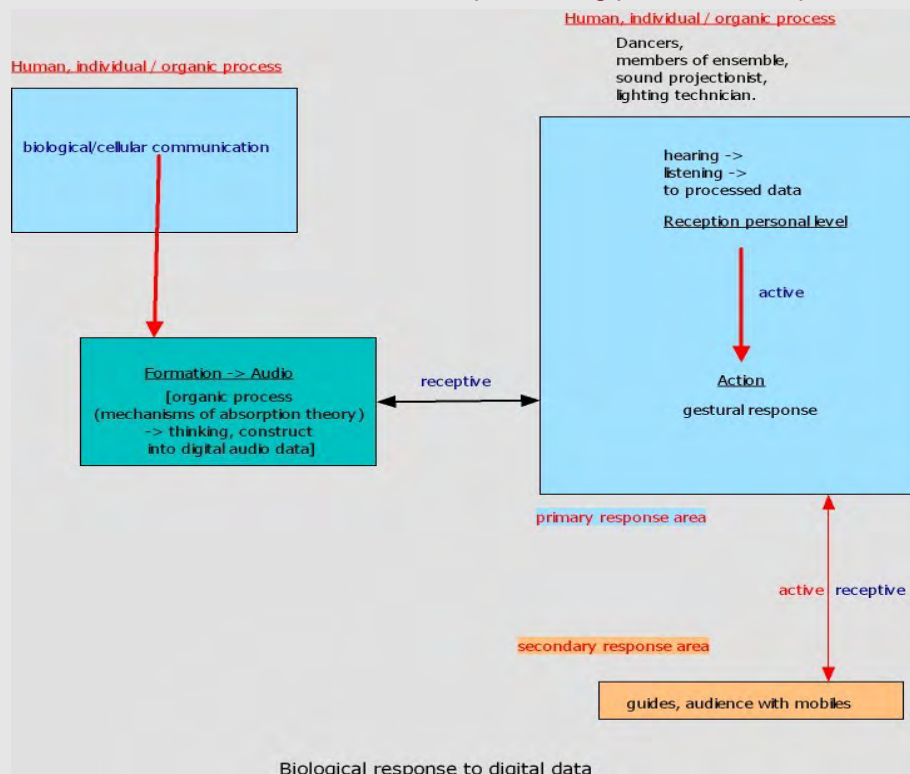 Human, individual / organic process
Dancers,
members of ensemble,
sound projectionist,
lighting technician.
Human, individual / organic process
biological/cellular communication
hearing ->
listening ->
to processed data
Reception personal level
active
Formation -> Audio
[organic process
(mechanisms of absorption theory)
-> thinking, construct
into digital audio data]
receptive
Action
gestural response
primary response area
active receptive
secondary response area
guides, audience with mobiles
Biological response to digital data